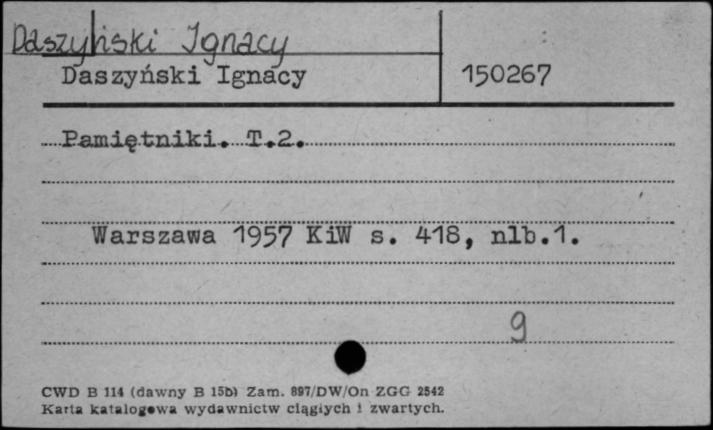 Daszyński Ignacy
Daszyński Ignacy 150267
Pamiętniki. T.2.
Warszawa 1957 KiW s. 418, nlb.1.
9
CWD B 114 (dawny B 15b) Zam. 897/DW/On ZGG 2542
Karta katalogowa wydawnictw ciągłych i zwartych.